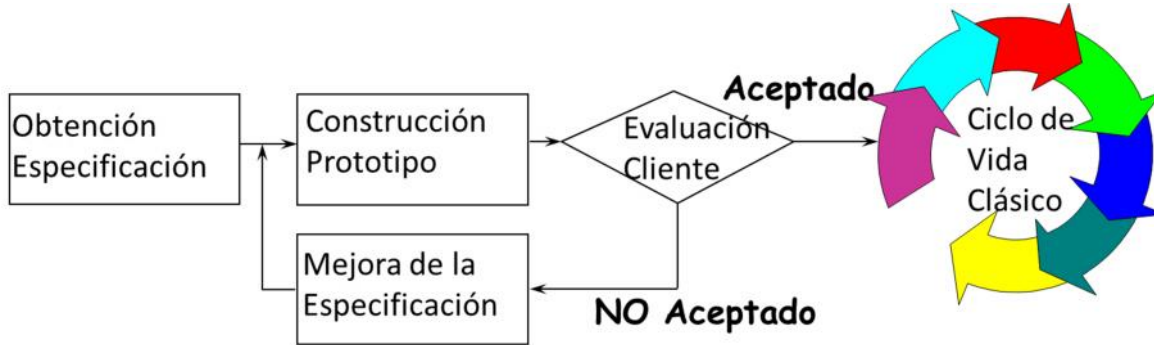 Obtención
Especificación
Construcción
Prototipo
Evaluación
Cliente
Aceptado
Ciclo de
Vida
Clásico
Mejora de la
Especificación
NO Aceptado